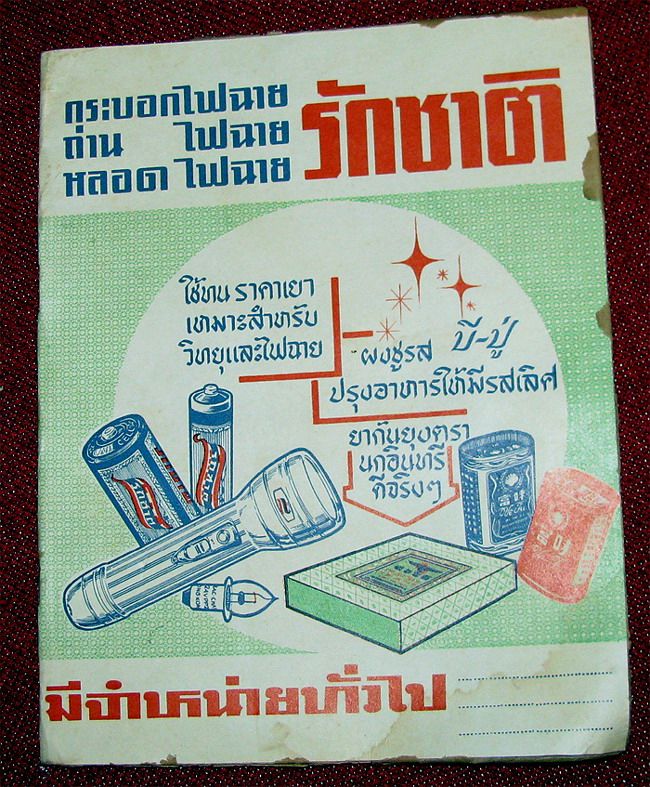 กระบอกไฟฉาย
ถ่าน ไฟฉาย
หลอด ไฟฉาย
รักชาติ
ใช้ทน ราคาเยา
เหมาะสำหรับ
วิทยุและไฟฉาย
ผงชูรส บี-ปู่
ปรุงอาหารให้มีรสเลิศ
ยากันยุงตรา
นกอินทรี
ดีจริงๆ
มีจำหน่ายทั่วไป